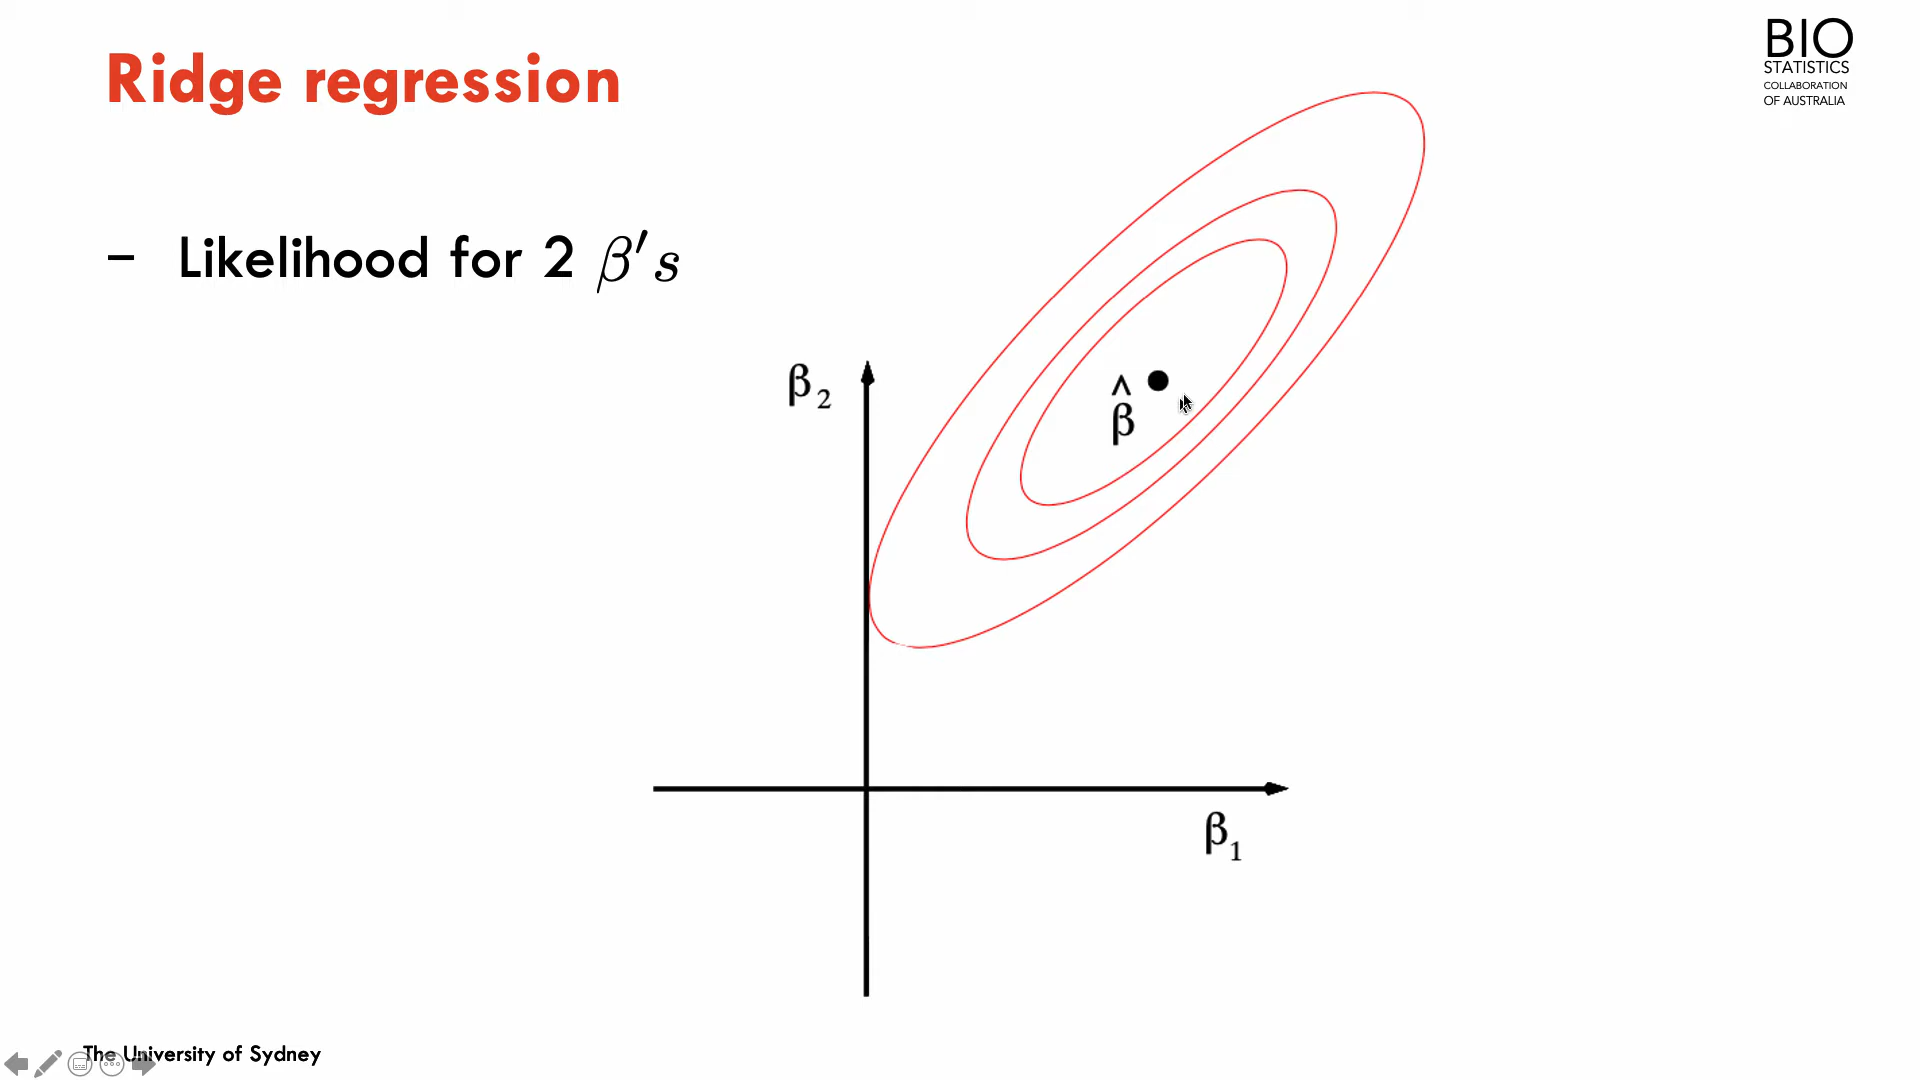 Ridge regression
BIO
STATISTICS
COLLABORATION
OF AUSTRALIA
– Likelihood for 2 β′s
β₂
β̂
β₁
The University of Sydney